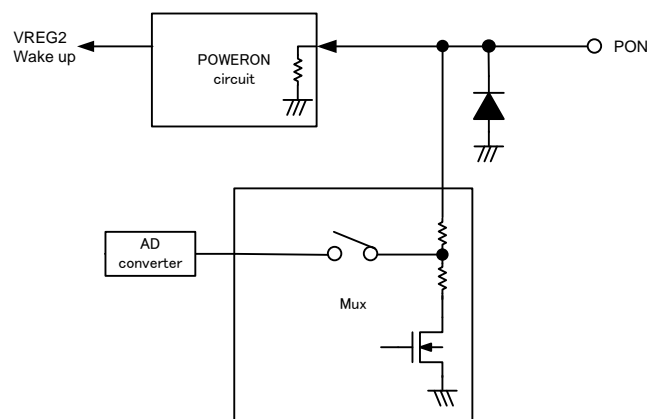 VREG2
Wake up
POWERON
circuit
PON
AD
converter
Mux